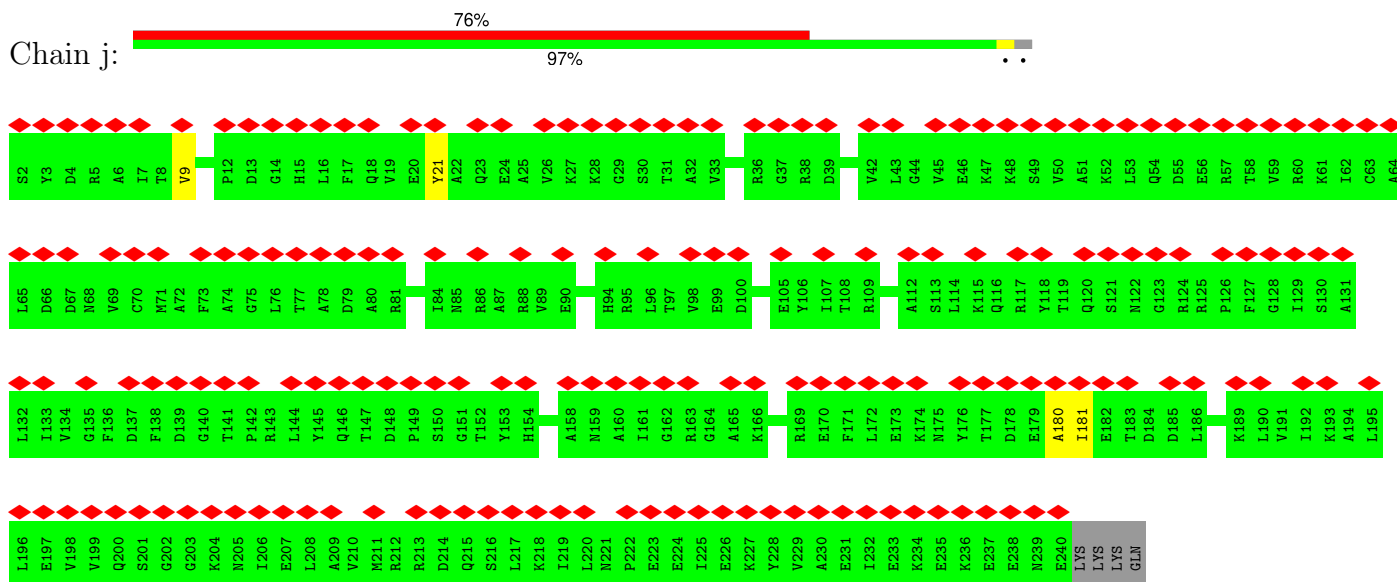 76%
Chain j:
97%
. .
S2 Y3 D4 R5 A6 I7 T8 V9 P12 D13 G14 H15 L16 F17 Q18 V19 E20 Y21 A22 Q23 E24 A25 V26 K27 K28 G29 S30 T31 A32 V33 R36 G37 R38 D39 V42 L43 G44 V45 E46 K47 K48 S49 V50 A51 K52 L53 Q54 D55 E56 R57 T58 V59 R60 K61 I62 C63 A64
L65 D66 D67 N68 V69 C70 M71 A72 F73 A74 G75 L76 T77 A78 D79 A80 R81 I84 N85 R86 A87 R88 V89 E90 H94 R95 L96 T97 V98 E99 D100 E105 Y106 I107 T108 R109 A112 S113 L114 K115 Q116 R117 Y118 T119 Q120 S121 N122 G123 R124 R125 P126 F127 G128 I129 S130 A131
L132 I133 V134 G135 F136 D137 F138 D139 G140 T141 P142 R143 L144 Y145 Q146 T147 D148 P149 S150 G151 T152 Y153 H154 A158 N159 A160 I161 G162 R163 G164 A165 K166 R169 E170 F171 L172 E173 K174 N175 Y176 T177 D178 E179 A180 I181 E182 T183 D184 D185 L186 K189 L190 V191 I192 K193 A194 L195
L196 E197 V198 V199 Q200 S201 G202 G203 K204 N205 I206 E207 L208 A209 V210 M211 R212 R213 D214 Q215 S216 L217 K218 I219 L220 N221 P222 E223 E224 I225 E226 K227 Y228 V229 A230 E231 I232 E233 K234 E235 K236 E237 E238 N239 E240 LYS LYS LYS GLN